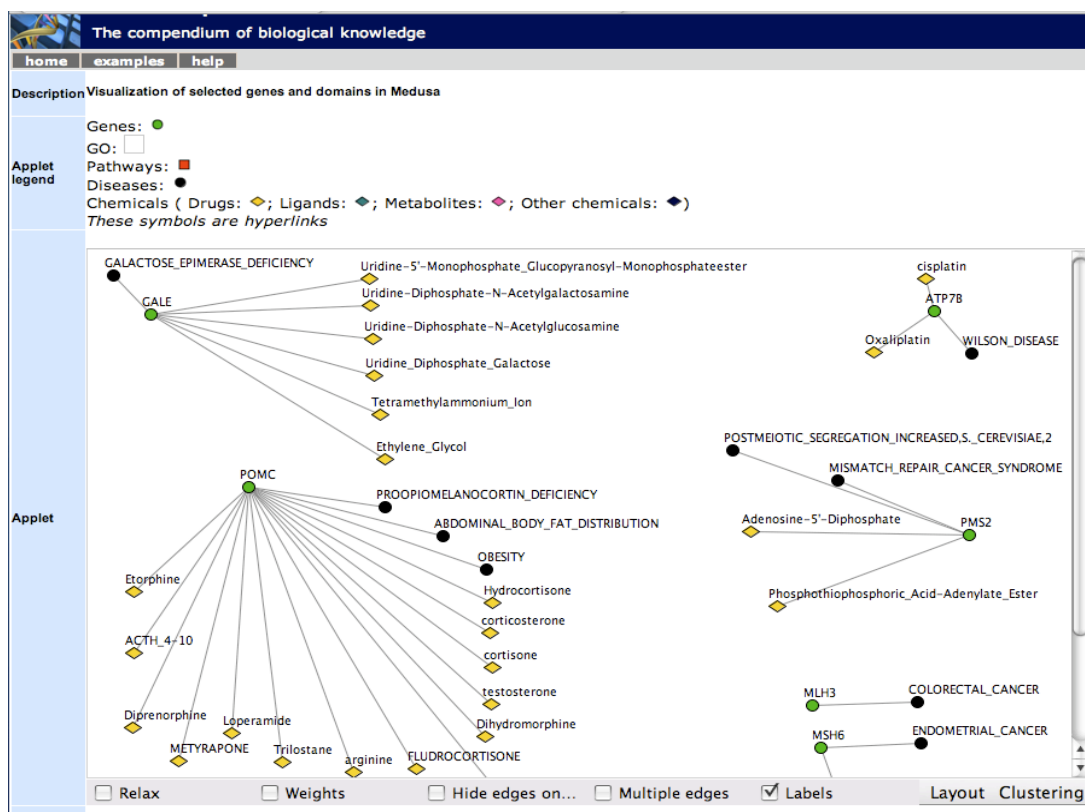 The compendium of biological knowledge
home examples help
Description Visualization of selected genes and domains in Medusa
Applet legend
Genes:
GO:
Pathways:
Diseases:
Chemicals ( Drugs: ; Ligands: ; Metabolites: ; Other chemicals: )
These symbols are hyperlinks
Applet
GALACTOSE_EPIMERASE_DEFICIENCY
GALE
Uridine-5'-Monophosphate_Glucopyranosyl-Monophosphateester
Uridine-Diphosphate-N-Acetylgalactosamine
Uridine-Diphosphate-N-Acetylglucosamine
Uridine_Diphosphate_Galactose
Tetramethylammonium_Ion
Ethylene_Glycol
cisplatin
ATP7B
Oxaliplatin
WILSON_DISEASE
POSTMEIOTIC_SEGREGATION_INCREASED,S._CEREVISIAE,2
MISMATCH_REPAIR_CANCER_SYNDROME
Adenosine-5'-Diphosphate
PMS2
Phosphothiophosphoric_Acid-Adenylate_Ester
POMC
PROOPIOMELANOCORTIN_DEFICIENCY
ABDOMINAL_BODY_FAT_DISTRIBUTION
OBESITY
Etorphine
Hydrocortisone
corticosterone
ACTH_4-10
cortisone
testosterone
Diprenorphine
Loperamide
Dihydromorphine
METYRAPONE
Trilostane
arginine
FLUDROCORTISONE
MLH3
COLORECTAL_CANCER
MSH6
ENDOMETRIAL_CANCER
Relax Weights Hide edges on... Multiple edges Labels Layout Clustering